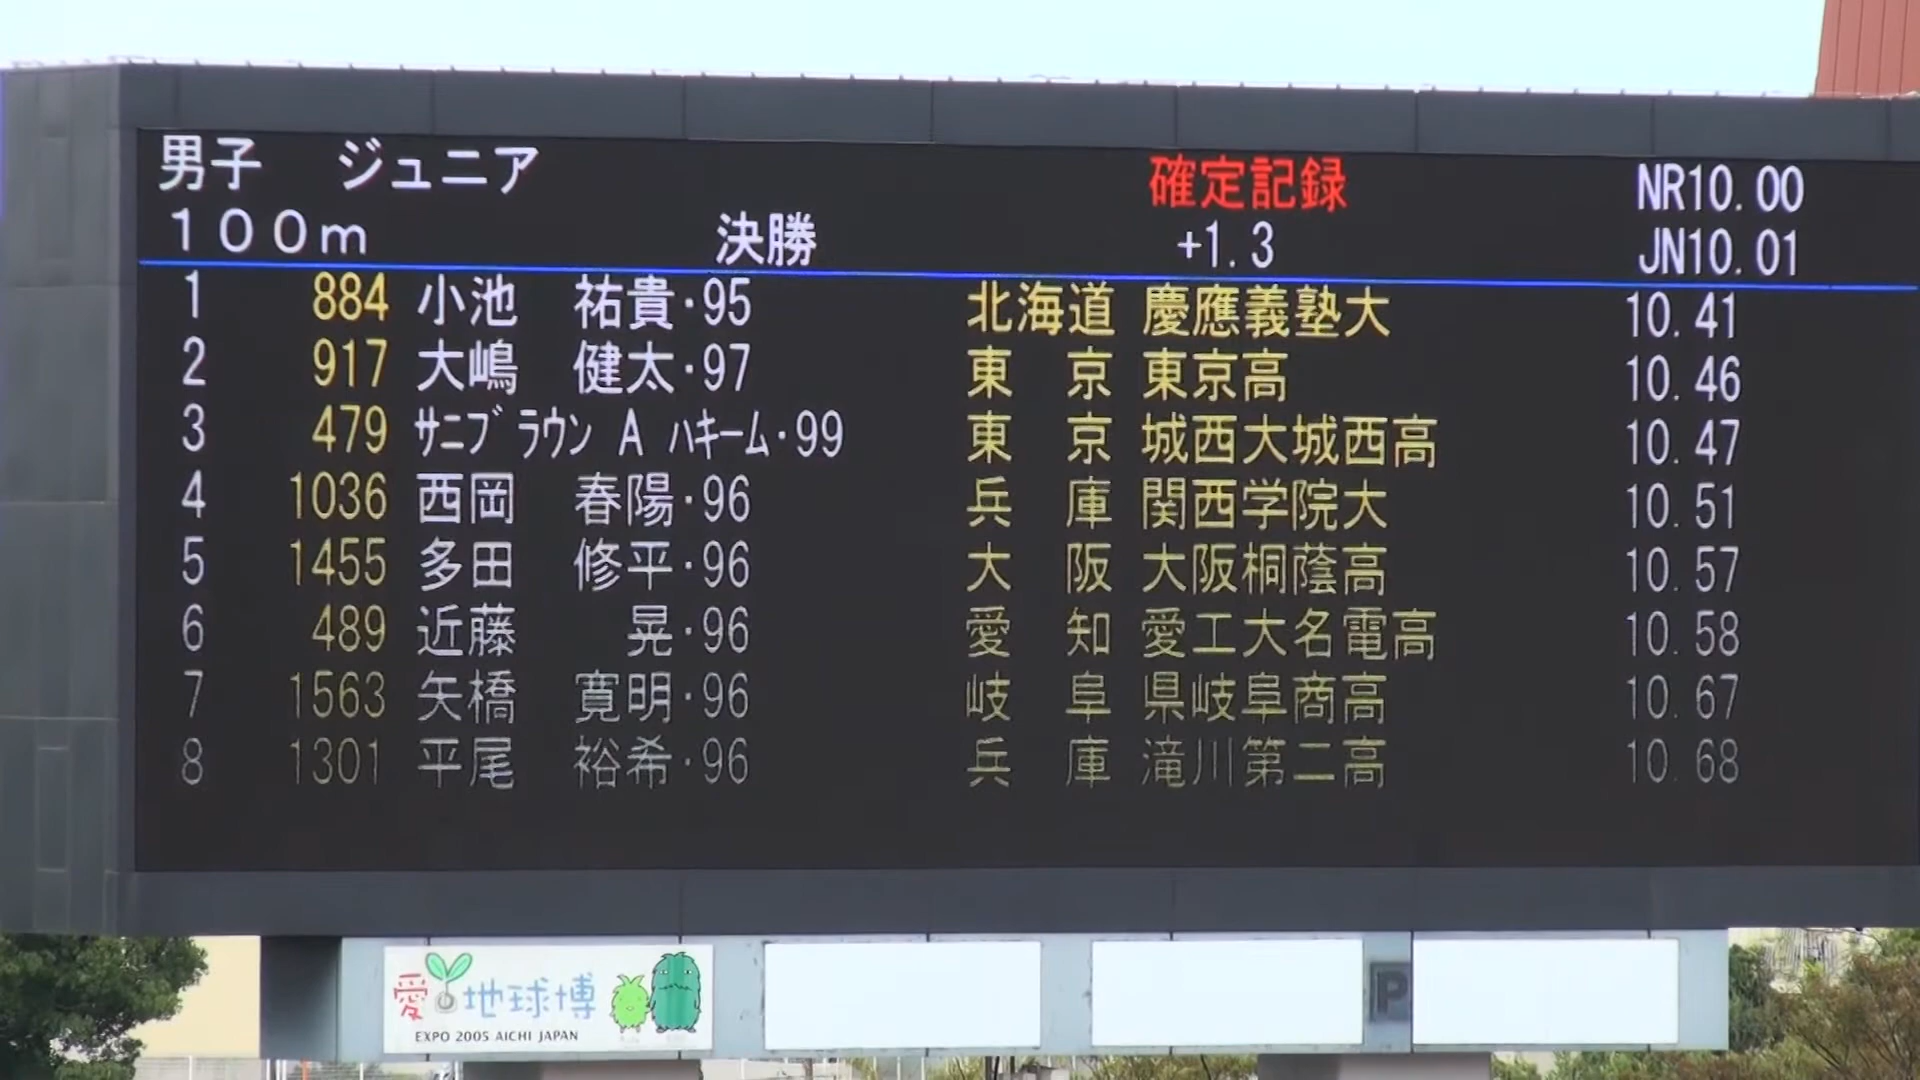 男子　ジュニア　確定記録　NR10.00
１００ｍ　決勝　+1.3　JN10.01
1　884　小池　祐貴・95　北海道　慶應義塾大　10.41
2　917　大嶋　健太・97　東　京　東京高　10.46
3　479　ｻﾆﾌﾞﾗｳﾝ A ﾊｷｰﾑ・99　東　京　城西大城西高　10.47
4　1036　西岡　春陽・96　兵　庫　関西学院大　10.51
5　1455　多田　修平・96　大　阪　大阪桐蔭高　10.57
6　489　近藤　晃・96　愛　知　愛工大名電高　10.58
7　1563　矢橋　寛明・96　岐　阜　県岐阜商高　10.67
8　1301　平尾　裕希・96　兵　庫　滝川第二高　10.68
愛・地球博
EXPO 2005 AICHI JAPAN
P